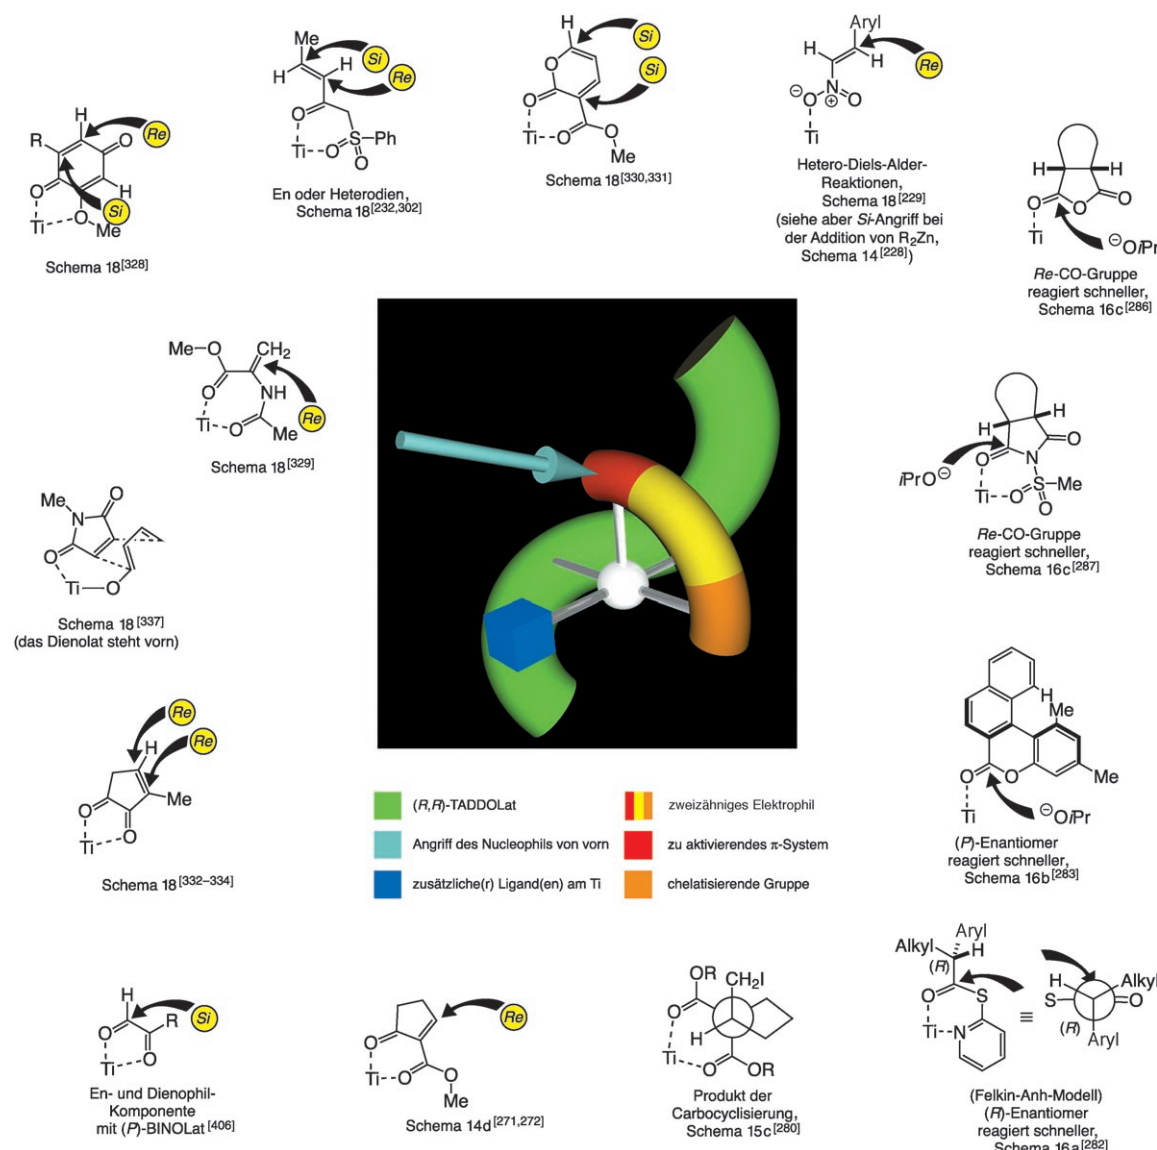 Me
H
H
O
Ti
O
S
Ph
O
Si
Re
En oder Heterodien,
Schema 18[232,302]
H
O
O
Ti
O
O
Me
Si
Si
Schema 18[330,331]
Aryl
H
H
⊖O
N
⊕
O
Ti
Re
Hetero-Diels-Alder-
Reaktionen,
Schema 18[229]
(siehe aber Si-Angriff bei
der Addition von R2Zn,
Schema 14[228])
H
R
O
O
H
Ti
O
Me
Re
Si
Schema 18[328]
H
H
O
O
O
Ti
⊖OiPr
Re-CO-Gruppe
reagiert schneller,
Schema 16c[286]
Me–O
CH2
O
NH
Ti
O
Me
Re
Schema 18[329]
H
H
O
O
N
iPrO⊖
Ti
O
S
Me
O
Re-CO-Gruppe
reagiert schneller,
Schema 16c[287]
Me
N
O
O
Ti
O
Schema 18[337]
(das Dienolat steht vorn)
H
Me
Me
O
O
Ti
⊖OiPr
(P)-Enantiomer
reagiert schneller,
Schema 16b[283]
Re
Re
H
Me
O
O
Ti
Schema 18[332–334]
(R,R)-TADDOLat
Angriff des Nucleophils von vorn
zusätzliche(r) Ligand(en) am Ti
zweizähniges Elektrophil
zu aktivierendes π-System
chelatisierende Gruppe
H
O
R
Ti
O
Si
En- und Dienophil-
Komponente
mit (P)-BINOLat[406]
O
Ti
O
O
Me
Re
Schema 14d[271,272]
OR
CH2I
O
H
Ti
O
OR
Produkt der
Carbocyclisierung,
Schema 15c[280]
Aryl
Alkyl
H
(R)
O
S
Ti
N
≡
H
Alkyl
S
O
(R)
Aryl
(Felkin-Anh-Modell)
(R)-Enantiomer
reagiert schneller,
Schema 16a[282]